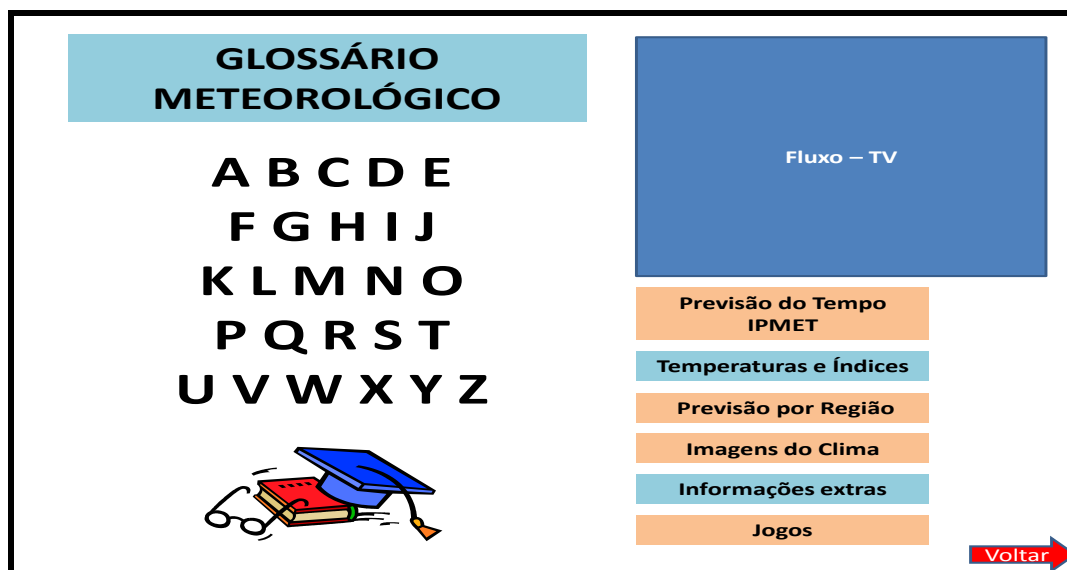 GLOSSÁRIO
METEOROLÓGICO
A B C D E
F G H I J
K L M N O
P Q R S T
U V W X Y Z
Fluxo – TV
Previsão do Tempo
IPMET
Temperaturas e Índices
Previsão por Região
Imagens do Clima
Informações extras
Jogos
Voltar